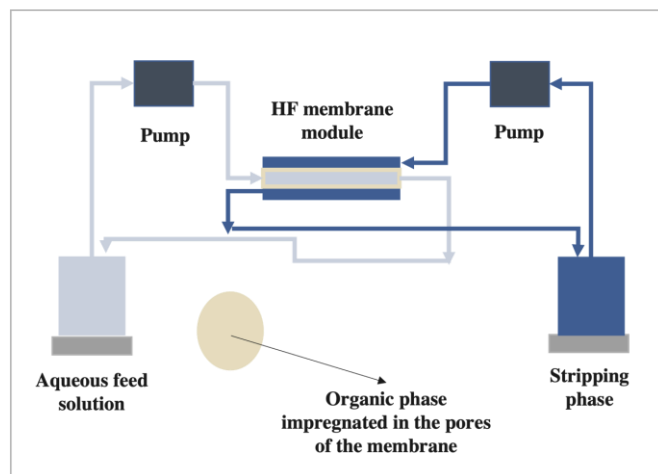 HF membrane
module
Pump
Pump
Aqueous feed
solution
Organic phase
impregnated in the pores
of the membrane
Stripping
phase